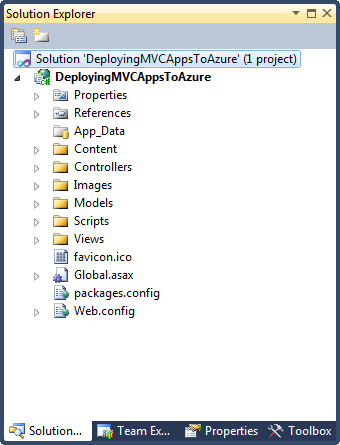 Solution Explorer
Solution 'DeployingMVCAppsToAzure' (1 project)
DeployingMVCAppsToAzure
Properties
References
App_Data
Content
Controllers
Images
Models
Scripts
Views
favicon.ico
Global.asax
packages.config
Web.config
Solution... Team Ex... Properties Toolbox